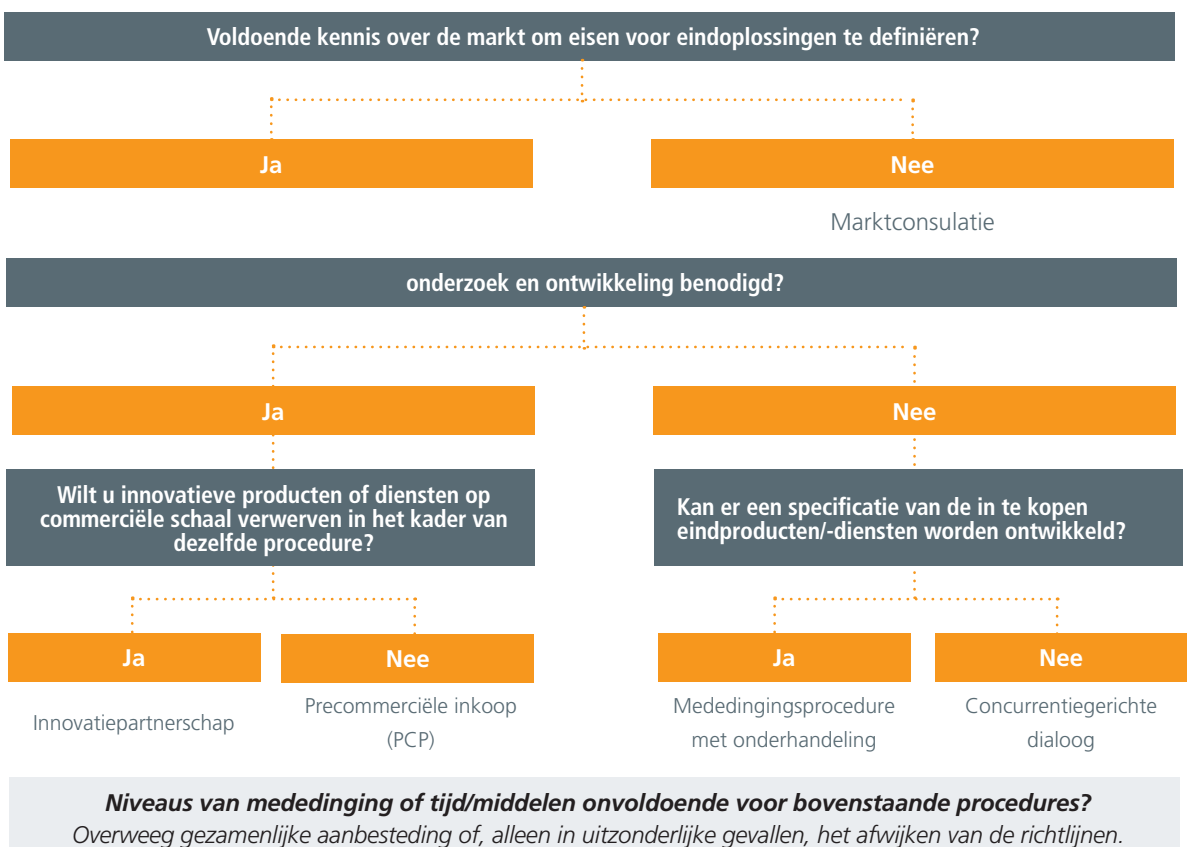 Voldoende kennis over de markt om eisen voor eindoplossingen te definiëren?
Ja
Nee
Marktconsulatie
onderzoek en ontwikkeling benodigd?
Ja
Nee
Wilt u innovatieve producten of diensten op
commerciële schaal verwerven in het kader van
dezelfde procedure?
Kan er een specificatie van de in te kopen
eindproducten/-diensten worden ontwikkeld?
Ja
Nee
Ja
Nee
Innovatiepartnerschap
Precommerciële inkoop
(PCP)
Mededingingsprocedure
met onderhandeling
Concurrentiegerichte
dialoog
Niveaus van mededinging of tijd/middelen onvoldoende voor bovenstaande procedures?
Overweeg gezamenlijke aanbesteding of, alleen in uitzonderlijke gevallen, het afwijken van de richtlijnen.